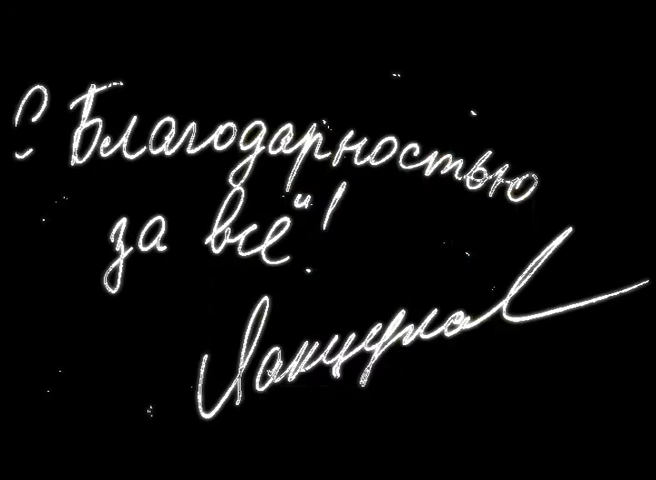 С Благодарностью
за всё!